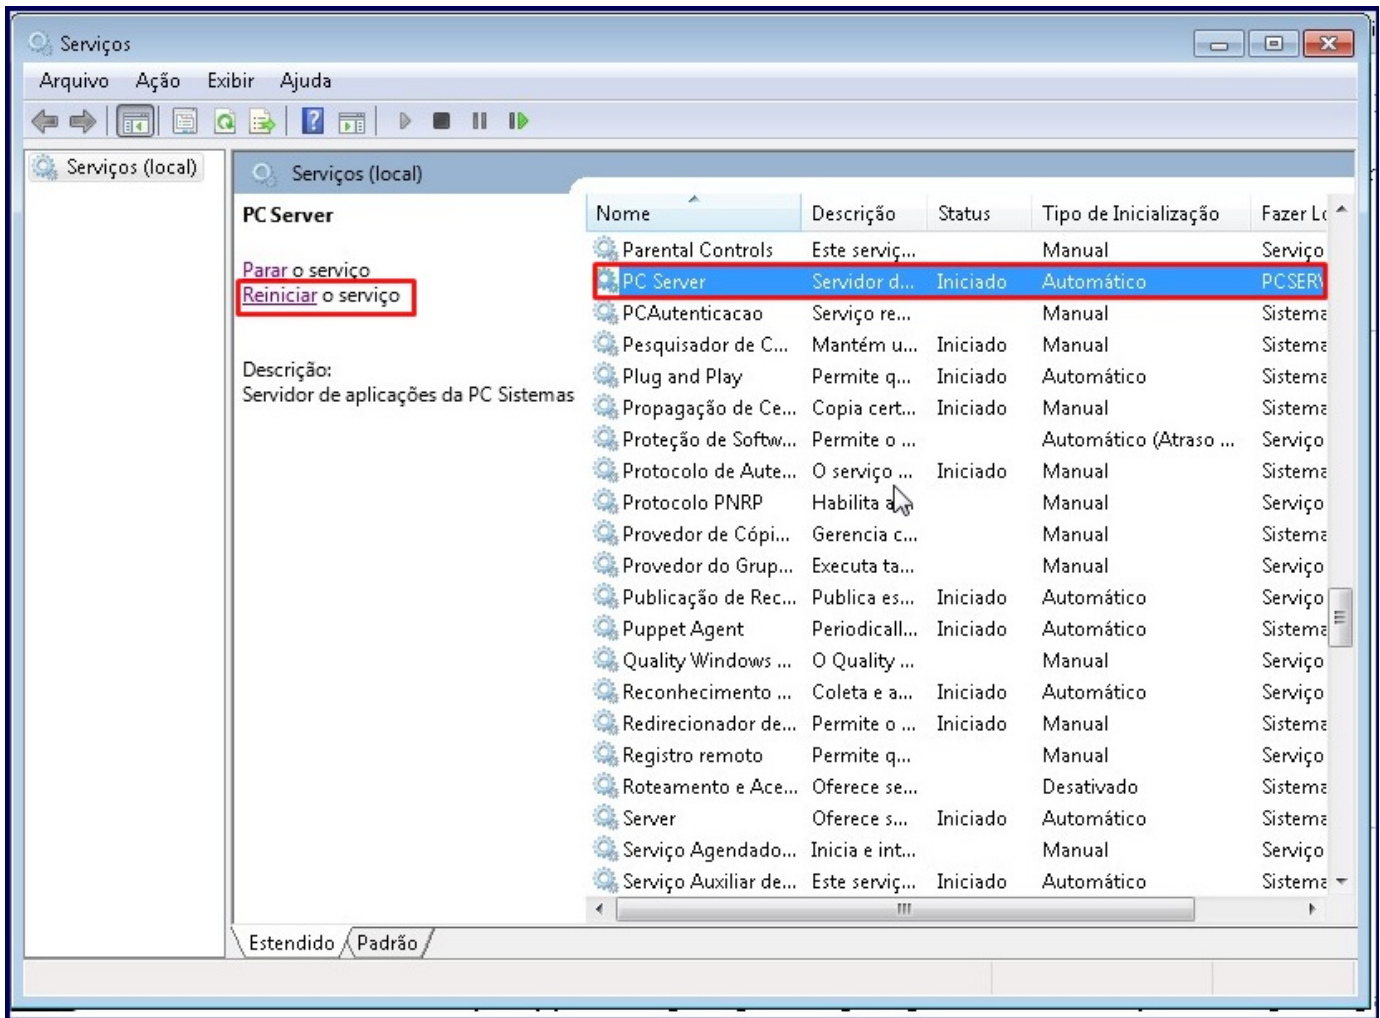 Serviços
Arquivo Ação Exibir Ajuda
Serviços (local)
Serviços (local)
PC Server
Parar o serviço
Reiniciar o serviço
Descrição:
Servidor de aplicações da PC Sistemas
Nome Descrição Status Tipo de Inicialização Fazer Lo
Parental Controls Este serviç... Manual Serviço
PC Server Servidor d... Iniciado Automático PCSERV
PCAutenticacao Serviço re... Manual Sistema
Pesquisador de C... Mantém u... Iniciado Manual Sistema
Plug and Play Permite q... Iniciado Automático Sistema
Propagação de Ce... Copia cert... Iniciado Manual Sistema
Proteção de Softw... Permite o ... Automático (Atraso ... Serviço
Protocolo de Aute... O serviço ... Iniciado Manual Sistema
Protocolo PNRP Habilita a... Manual Serviço
Provedor de Cópi... Gerencia c... Manual Sistema
Provedor do Grup... Executa ta... Manual Serviço
Publicação de Rec... Publica es... Iniciado Automático Serviço
Puppet Agent Periodicall... Iniciado Automático Sistema
Quality Windows ... O Quality ... Manual Serviço
Reconhecimento ... Coleta e a... Iniciado Automático Serviço
Redirecionador de... Permite o ... Iniciado Manual Sistema
Registro remoto Permite q... Manual Serviço
Roteamento e Ace... Oferece se... Desativado Sistema
Server Oferece s... Iniciado Automático Sistema
Serviço Agendado... Inicia e int... Manual Serviço
Serviço Auxiliar de... Este serviç... Iniciado Automático Sistema
Estendido Padrão